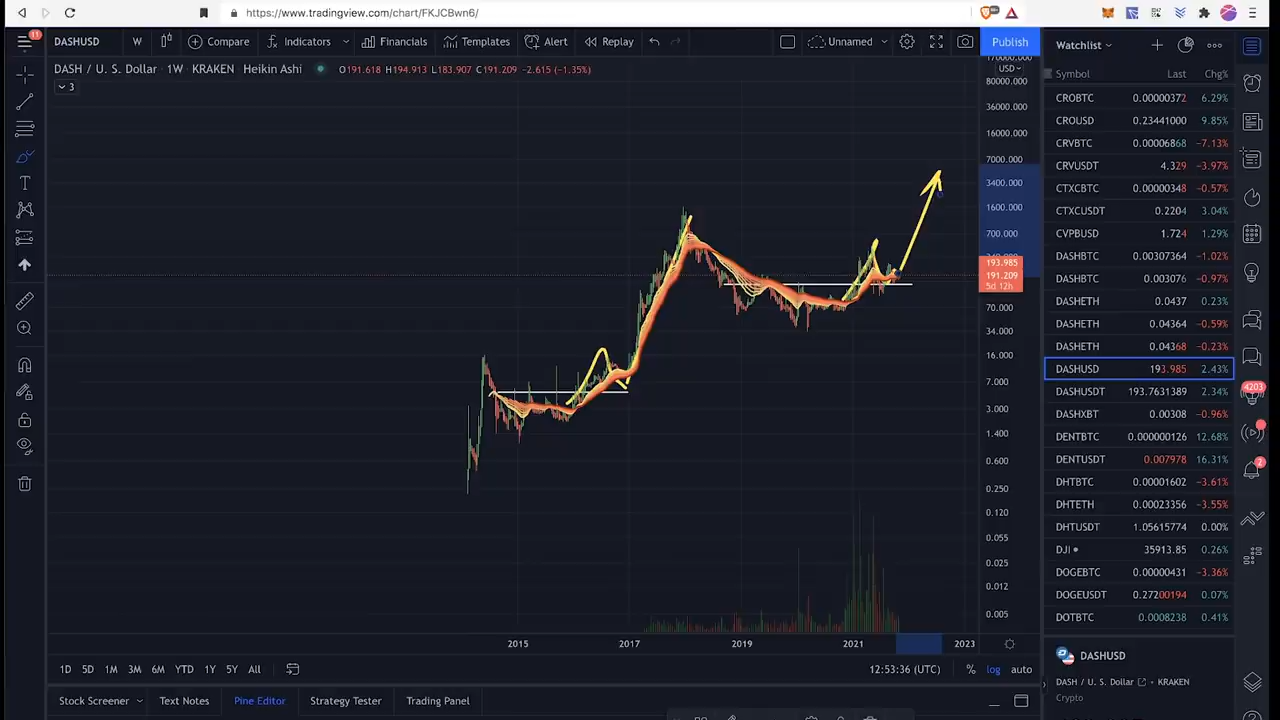 https://www.tradingview.com/chart/FKJCBwn6/
11
DASHUSD W Compare Indicators Financials Templates Alert Replay Unnamed Publish
DASH / U. S. Dollar · 1W · KRAKEN Heikin Ashi O191.618 H194.913 L183.907 C191.209 −2.615 (−1.35%)
3
USD
80000.000
36000.000
16000.000
7000.000
3400.000
1600.000
700.000
193.985
191.209
5d 12h
70.000
34.000
16.000
7.000
3.000
1.400
0.600
0.250
0.120
0.055
0.025
0.012
0.005
2015 2017 2019 2021 2023
1D 5D 1M 3M 6M YTD 1Y 5Y All 12:53:36 (UTC) % log auto
Stock Screener Text Notes Pine Editor Strategy Tester Trading Panel
Watchlist
Symbol Last Chg%
CROBTC 0.00000372 6.29%
CROUSD 0.23441000 9.85%
CRVBTC 0.00006868 −7.13%
CRVUSDT 4.329 −3.97%
CTXCBTC 0.00000348 −0.57%
CTXCUSDT 0.2204 3.04%
CVPBUSD 1.724 1.29%
DASHBTC 0.00307364 −1.02%
DASHBTC 0.003076 −0.97%
DASHETH 0.0437 0.23%
DASHETH 0.04364 −0.59%
DASHETH 0.04368 −0.23%
DASHUSD 193.985 2.43%
DASHUSDT 193.7631389 2.34%
DASHXBT 0.00308 −0.96%
DENTBTC 0.000000126 12.68%
DENTUSDT 0.007978 16.31%
DHTBTC 0.00001602 −3.61%
DHTETH 0.00023356 −3.55%
DHTUSDT 1.05615774 0.00%
DJI 35913.85 0.26%
DOGEBTC 0.00000431 −3.36%
DOGEUSDT 0.27200194 0.07%
DOTBTC 0.0008238 0.41%
DASHUSD
DASH / U. S. Dollar · KRAKEN
Crypto
4203
2